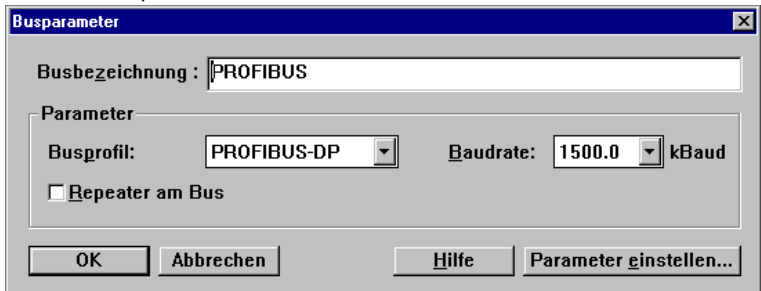 Busparameter
Busbezeichnung : PROFIBUS
Parameter
Busprofil: PROFIBUS-DP Baudrate: 1500.0 kBaud
Repeater am Bus
OK Abbrechen Hilfe Parameter einstellen...